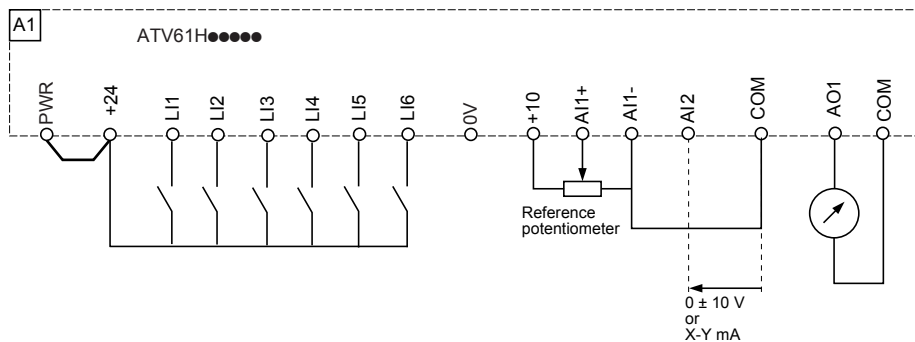 A1
ATV61H●●●●●
PWR
+24
LI1
LI2
LI3
LI4
LI5
LI6
0V
+10
AI1+
AI1-
AI2
COM
AO1
COM
Reference
potentiometer
0 ± 10 V
or
X-Y mA